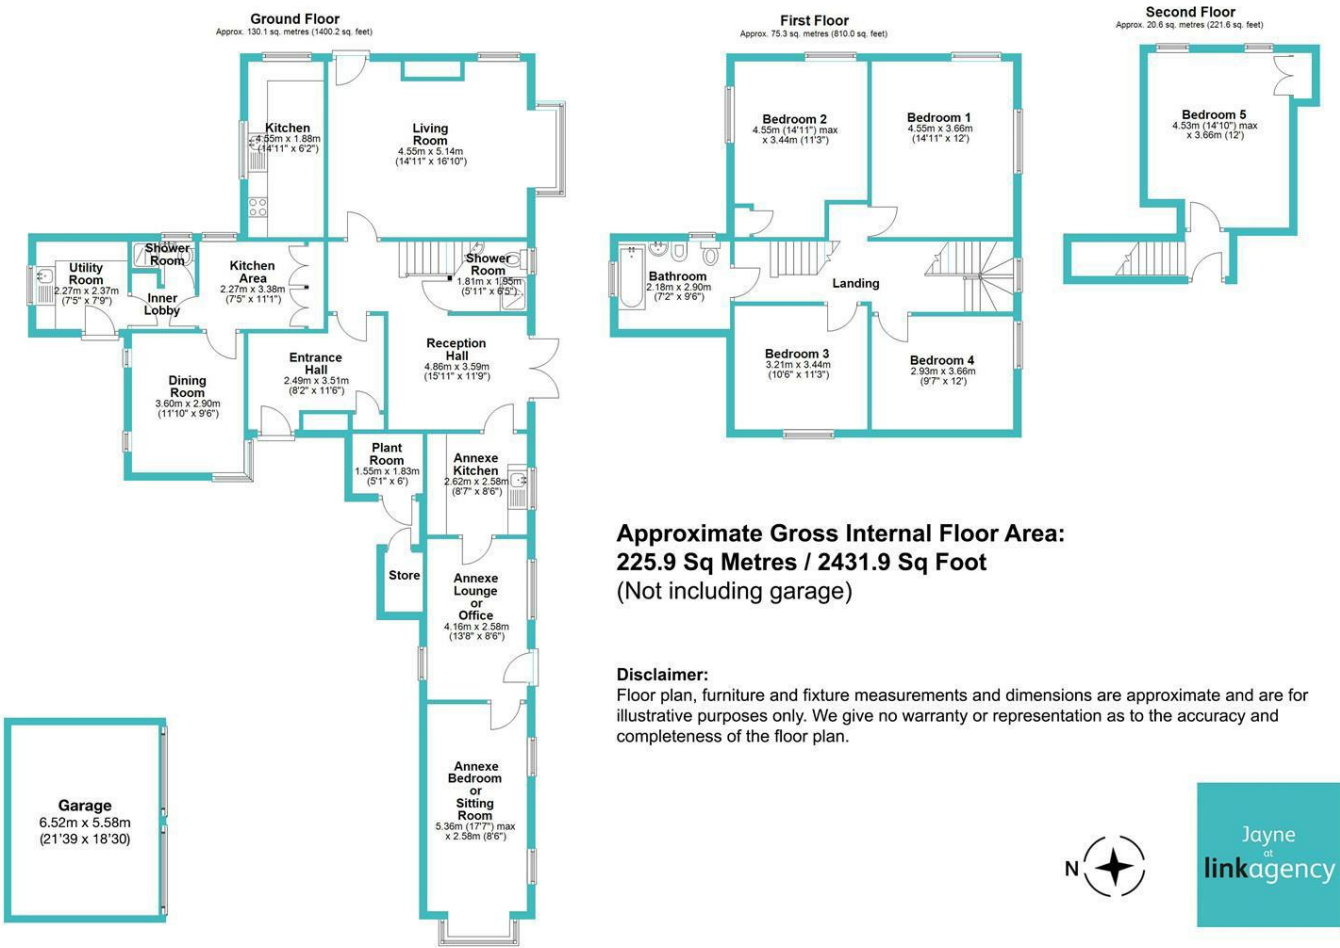 Ground Floor
Approx. 130.1 sq. metres (1400.2 sq. feet)
Kitchen
4.55m x 1.88m
(14'11" x 6'2")
Living
Room
4.55m x 5.14m
(14'11" x 16'10")
Shower
Room
Utility
Room
2.27m x 2.37m
(7'5" x 7'9")
Inner
Lobby
Kitchen
Area
2.27m x 3.38m
(7'5" x 11'1")
Shower
Room
1.81m x 1.95m
(5'11" x 6'5")
Dining
Room
3.60m x 2.90m
(11'10" x 9'6")
Entrance
Hall
2.49m x 3.51m
(8'2" x 11'6")
Reception
Hall
4.86m x 3.59m
(15'11" x 11'9")
Plant
Room
1.55m x 1.83m
(5'1" x 6')
Annexe
Kitchen
2.62m x 2.58m
(8'7" x 8'6")
Store
Annexe
Lounge
or
Office
4.16m x 2.58m
(13'8" x 8'6")
Annexe
Bedroom
or
Sitting
Room
5.36m (17'7") max
x 2.58m (8'6")
Garage
6.52m x 5.58m
(21'39 x 18'30)
First Floor
Approx. 75.3 sq. metres (810.0 sq. feet)
Bedroom 2
4.55m (14'11") max
x 3.44m (11'3")
Bedroom 1
4.55m x 3.66m
(14'11" x 12')
Bathroom
2.18m x 2.90m
(7'2" x 9'6")
Landing
Bedroom 3
3.21m x 3.44m
(10'6" x 11'3")
Bedroom 4
2.93m x 3.66m
(9'7" x 12')
Second Floor
Approx. 20.6 sq. metres (221.6 sq. feet)
Bedroom 5
4.53m (14'10") max
x 3.66m (12')
Approximate Gross Internal Floor Area:
225.9 Sq Metres / 2431.9 Sq Foot
(Not including garage)
Disclaimer:
Floor plan, furniture and fixture measurements and dimensions are approximate and are for
illustrative purposes only. We give no warranty or representation as to the accuracy and
completeness of the floor plan.
N
Jayne
at
linkagency